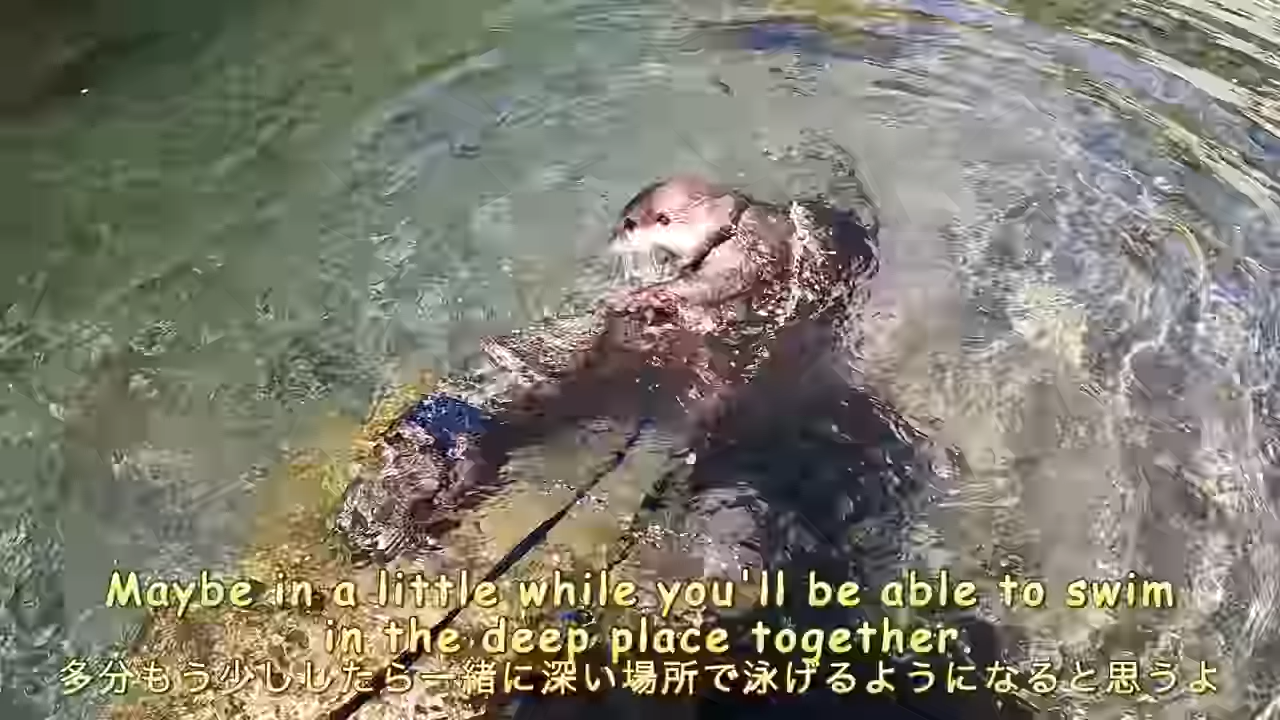 Maybe in a little while you'll be able to swim
in the deep place together.
多分もう少ししたら一緒に深い場所で泳げるようになると思うよ